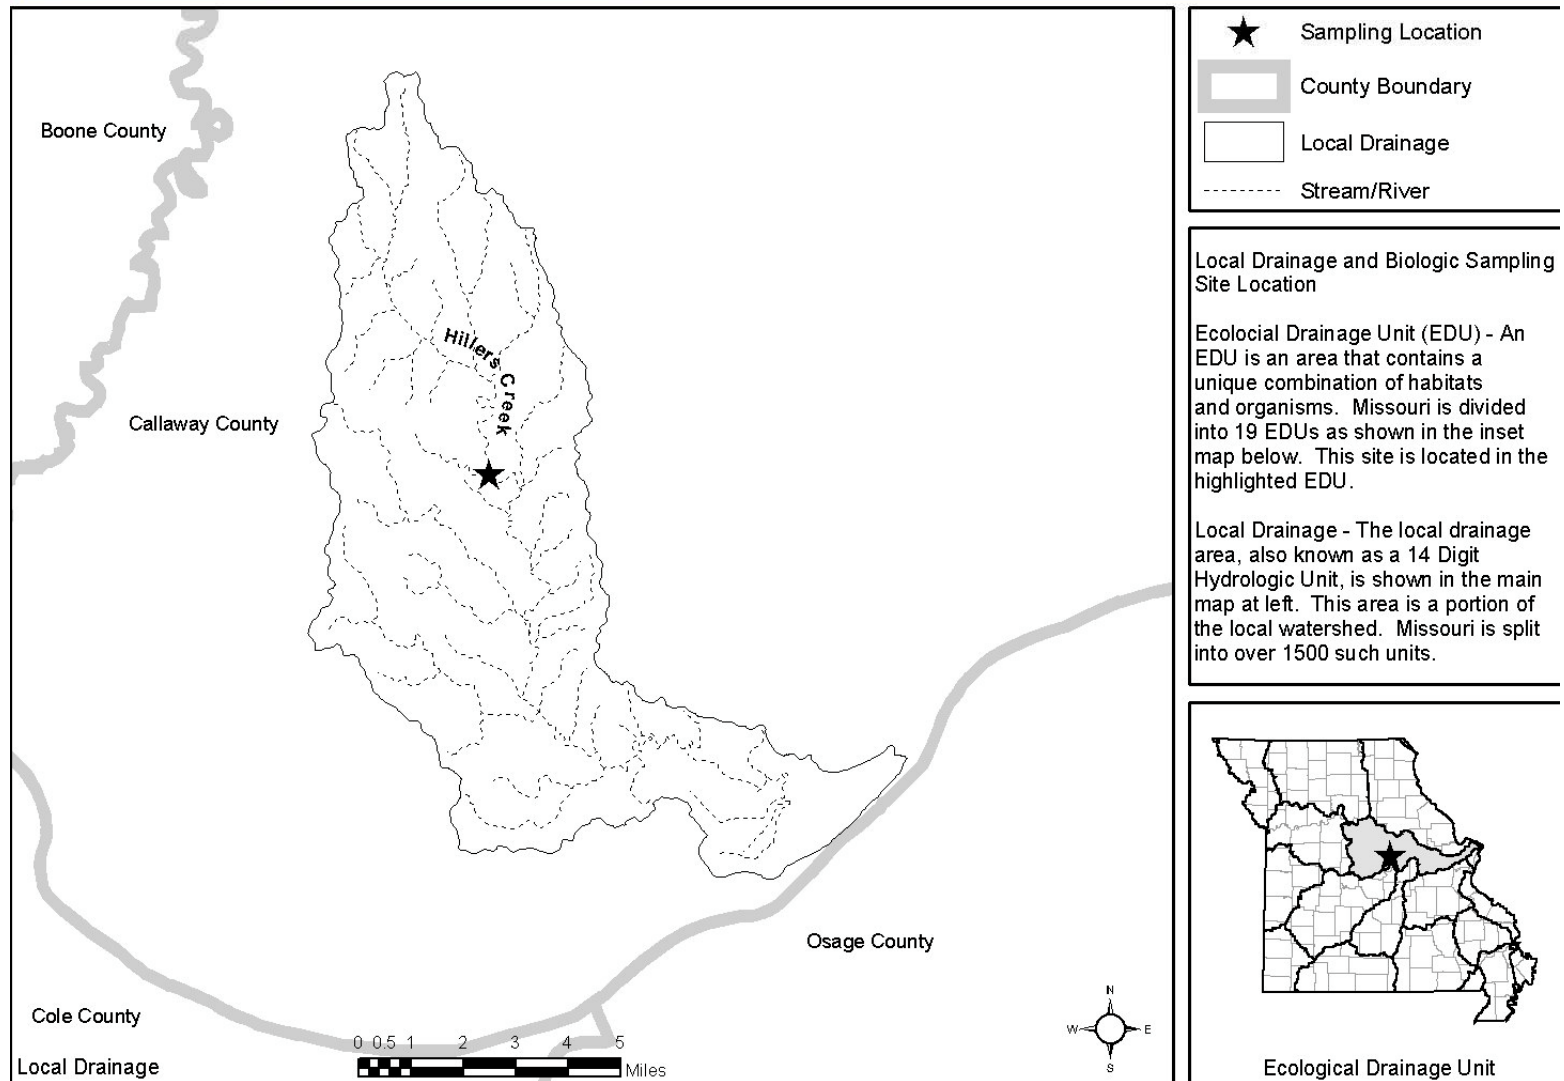 Boone County
Hillers Creek
Callaway County
Osage County
Cole County
0 0.5 1 2 3 4 5
Miles
Local Drainage
N
W E
S
Sampling Location
County Boundary
Local Drainage
Stream/River
Local Drainage and Biologic Sampling
Site Location
Ecolocial Drainage Unit (EDU) - An
EDU is an area that contains a
unique combination of habitats
and organisms. Missouri is divided
into 19 EDUs as shown in the inset
map below. This site is located in the
highlighted EDU.
Local Drainage - The local drainage
area, also known as a 14 Digit
Hydrologic Unit, is shown in the main
map at left. This area is a portion of
the local watershed. Missouri is split
into over 1500 such units.
Ecological Drainage Unit